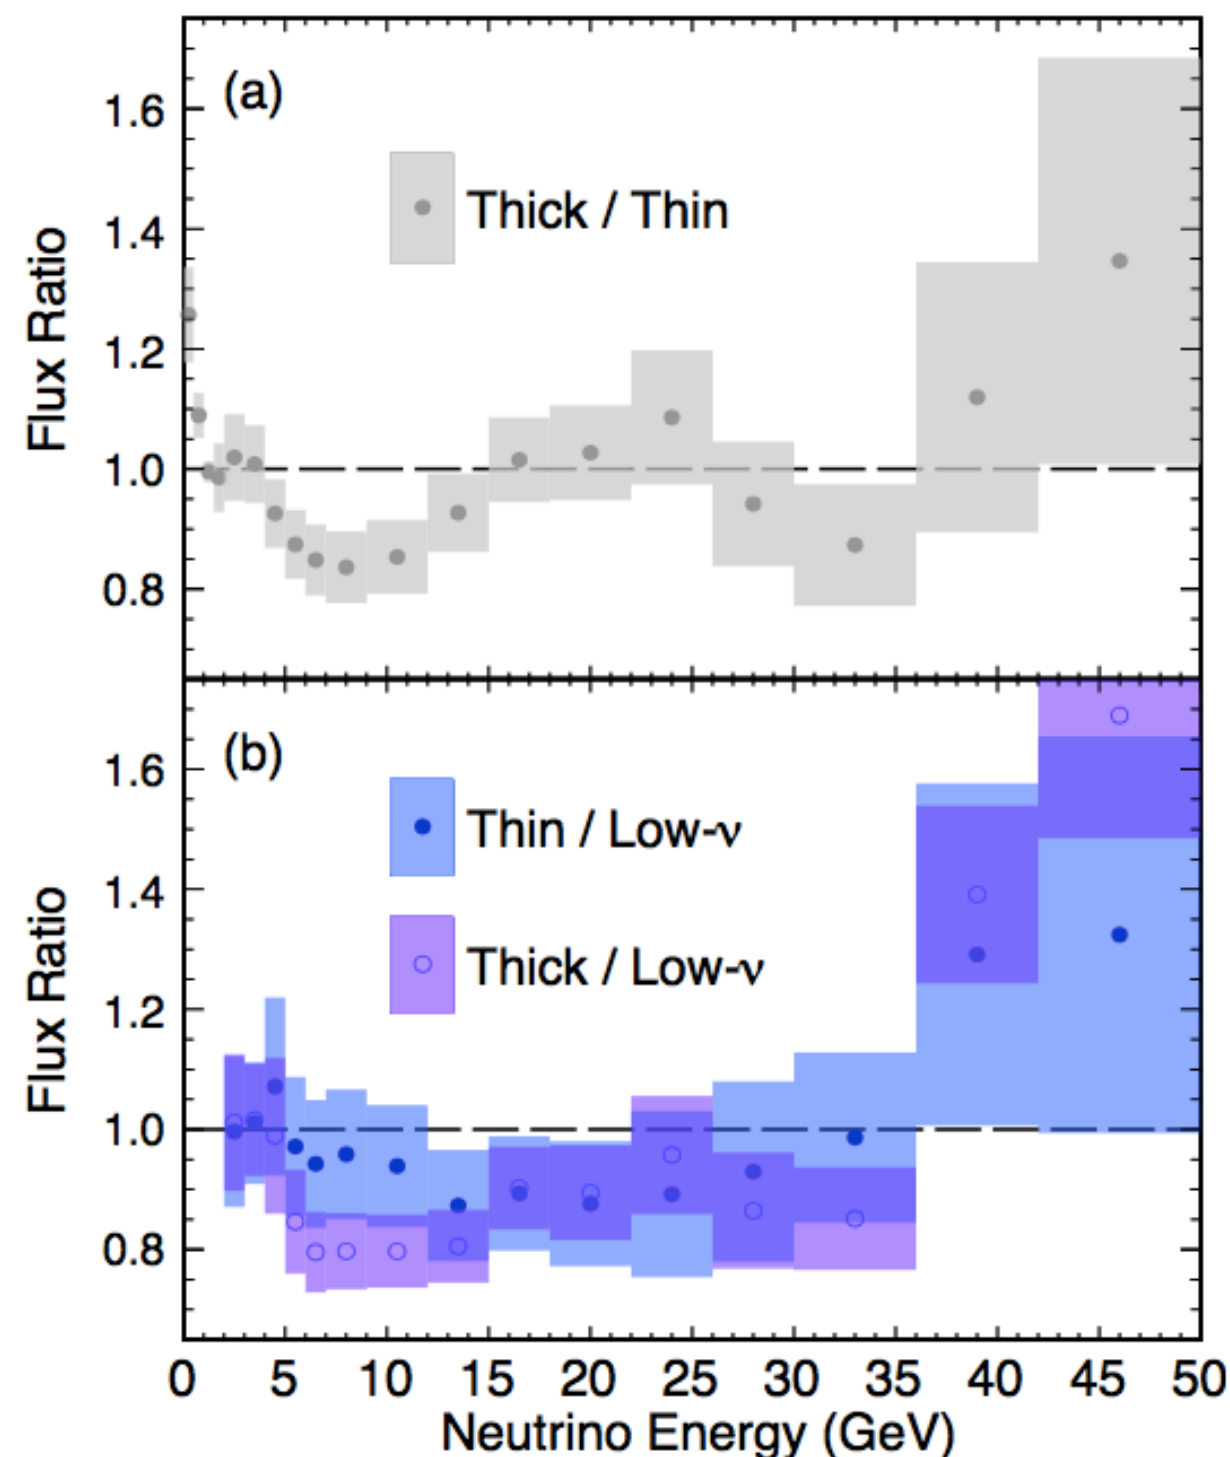 (a)
Thick / Thin
Flux Ratio
1.6
1.4
1.2
1.0
0.8
(b)
Thin / Low-ν
Thick / Low-ν
Flux Ratio
1.6
1.4
1.2
1.0
0.8
0 5 10 15 20 25 30 35 40 45 50
Neutrino Energy (GeV)